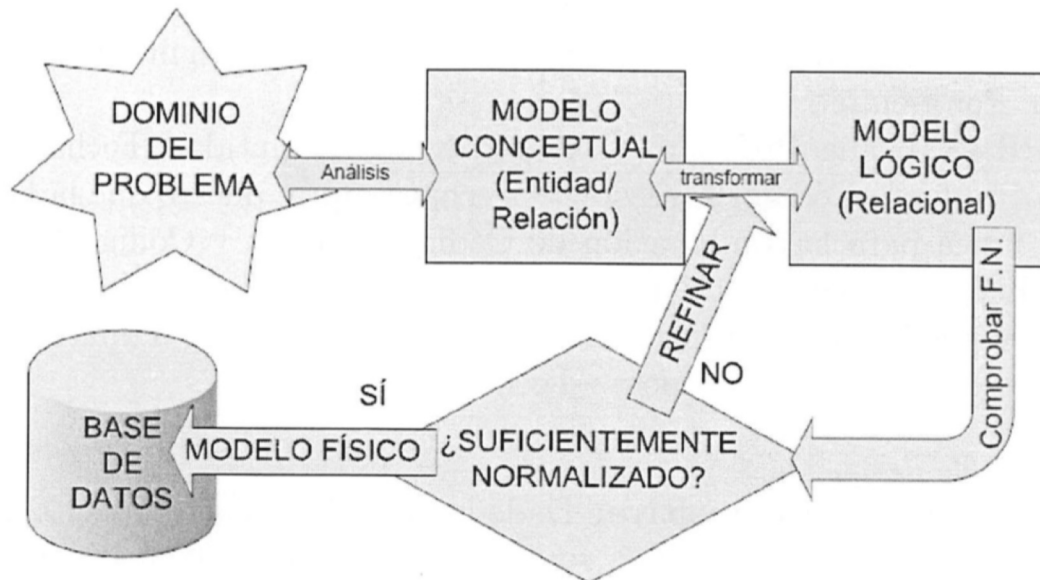 DOMINIO
DEL
PROBLEMA
Análisis
MODELO
CONCEPTUAL
(Entidad/
Relación)
transformar
MODELO
LÓGICO
(Relacional)
Comprobar F.N.
REFINAR
NO
¿SUFICIENTEMENTE
NORMALIZADO?
SÍ
MODELO FÍSICO
BASE
DE
DATOS